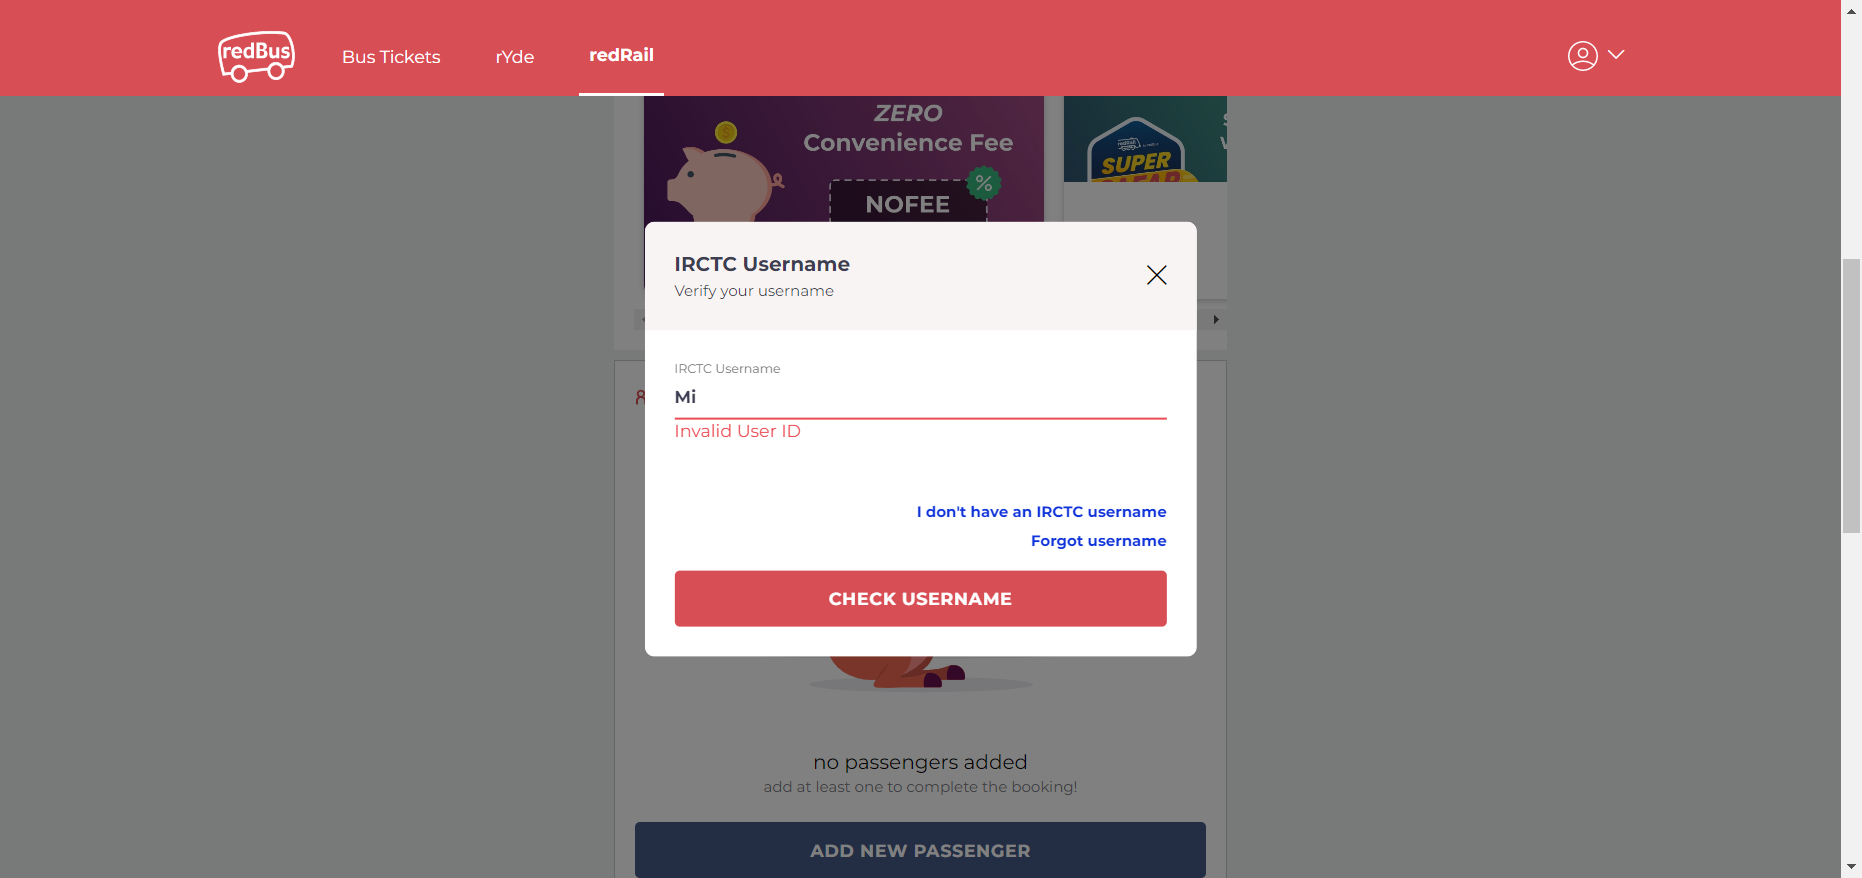 redBus
Bus Tickets
rYde
redRail
ZERO
Convenience Fee
%
NOFEE
redRail
SUPER
IRCTC Username
Verify your username
IRCTC Username
Mi
Invalid User ID
I don't have an IRCTC username
Forgot username
CHECK USERNAME
no passengers added
add at least one to complete the booking!
ADD NEW PASSENGER